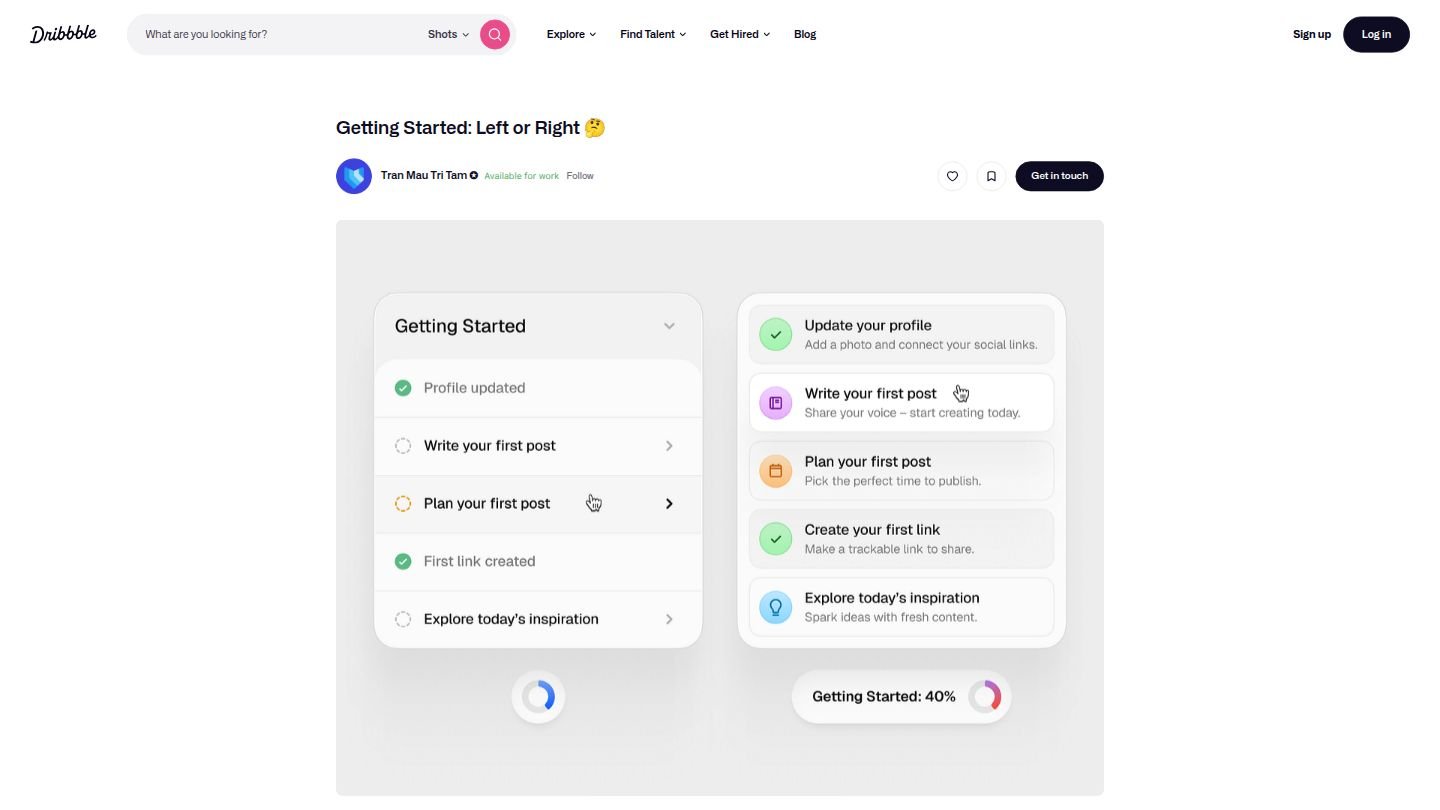 Dribbble
What are you looking for?
Shots
Explore
Find Talent
Get Hired
Blog
Sign up
Log in
Getting Started: Left or Right 🤔
Tran Mau Tri Tam
Available for work
Follow
Get in touch
Getting Started
Profile updated
Write your first post
Plan your first post
First link created
Explore today’s inspiration
Update your profile
Add a photo and connect your social links.
Write your first post
Share your voice – start creating today.
Plan your first post
Pick the perfect time to publish.
Create your first link
Make a trackable link to share.
Explore today’s inspiration
Spark ideas with fresh content.
Getting Started: 40%